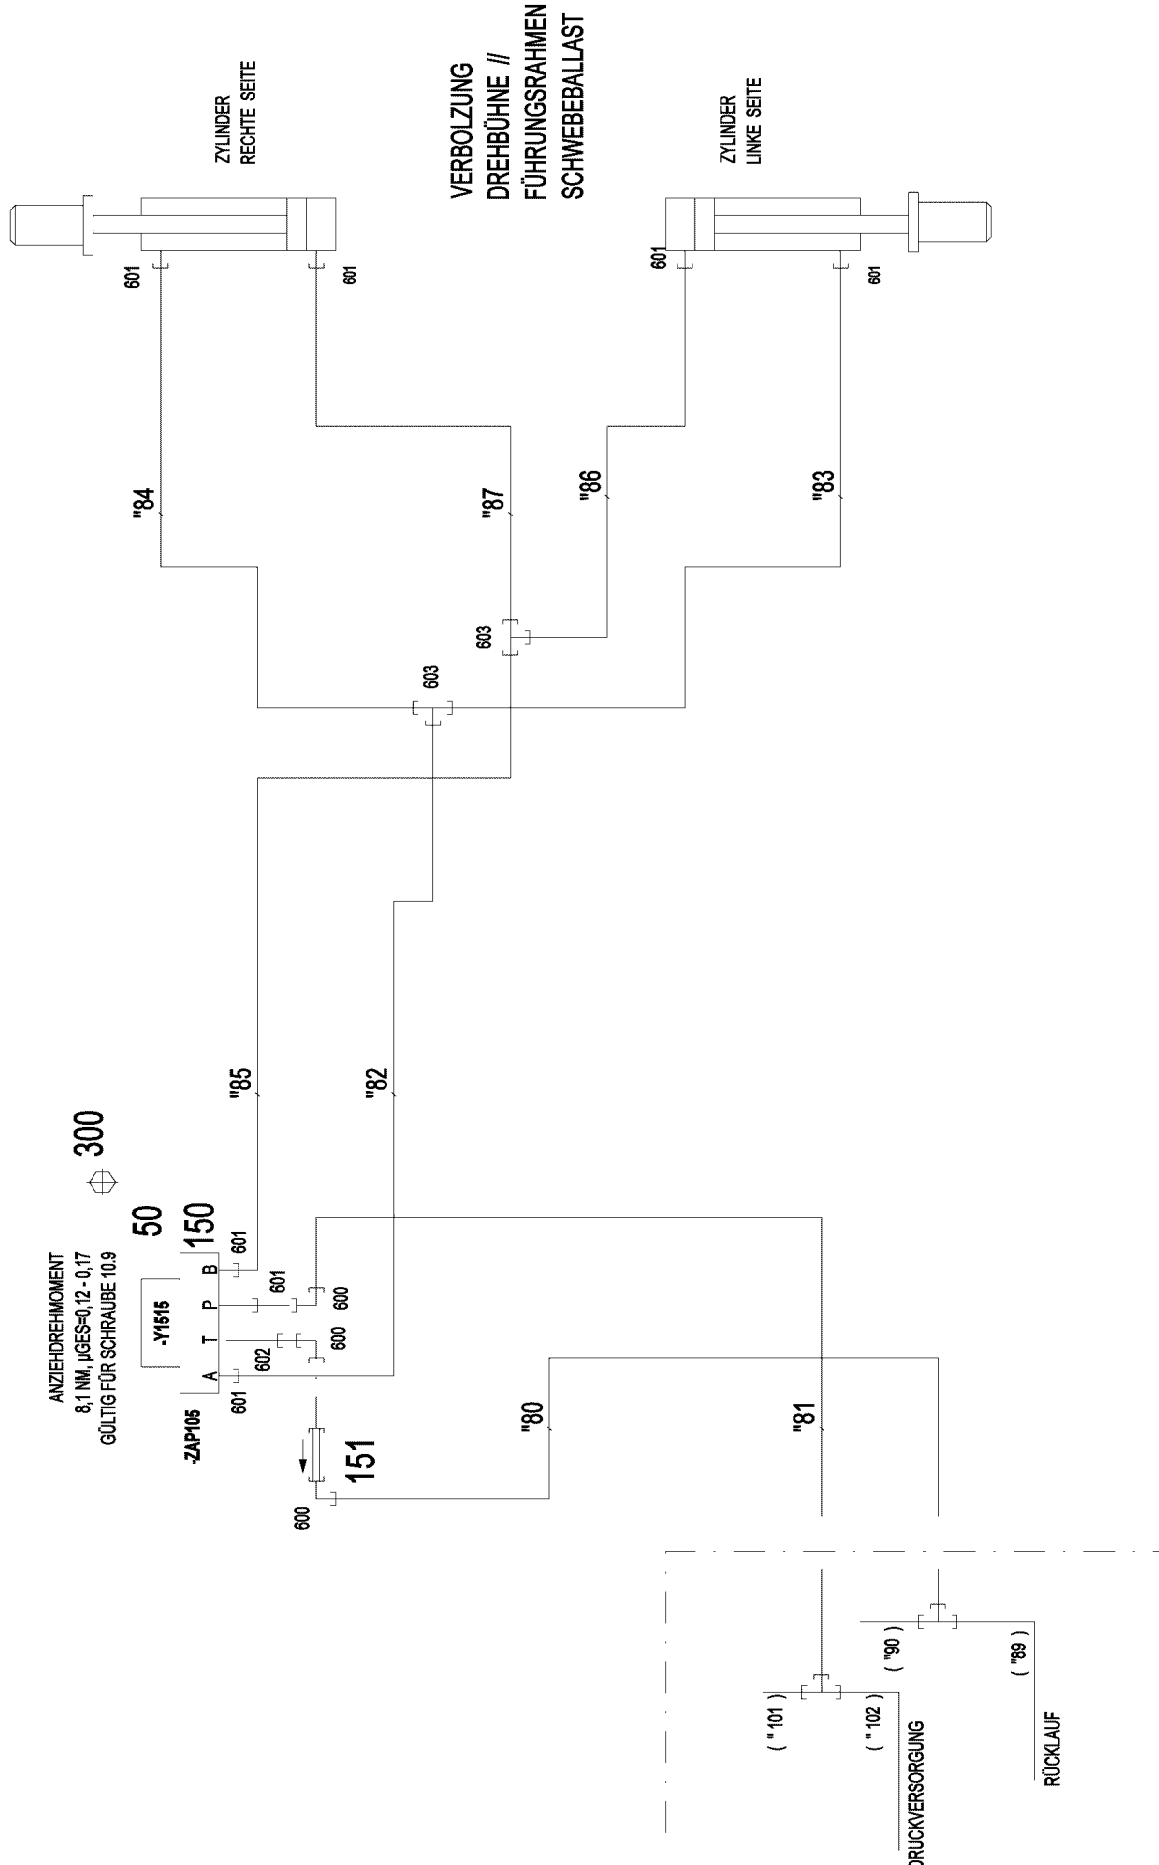 ZYLINDER
RECHTE SEITE
VERBOLZUNG
DREHBÜHNE //
FÜHRUNGSRAHMEN
SCHWEBEBALLAST
ZYLINDER
LINKE SEITE
601
601
601
601
"84
"87
"86
"83
603
603
"85
"82
300
ANZIEHDREHMOMENT
8,1 NM, µGES=0,12 - 0,17
GÜLTIG FÜR SCHRAUBE 10.9
50
150
-Y1515
-ZAP105
A T P B
601
601
600
602
600
601
151
600
"80
"81
( "101 )
( "102 )
( "90 )
( "89 )
DRUCKVERSORGUNG
RÜCKLAUF